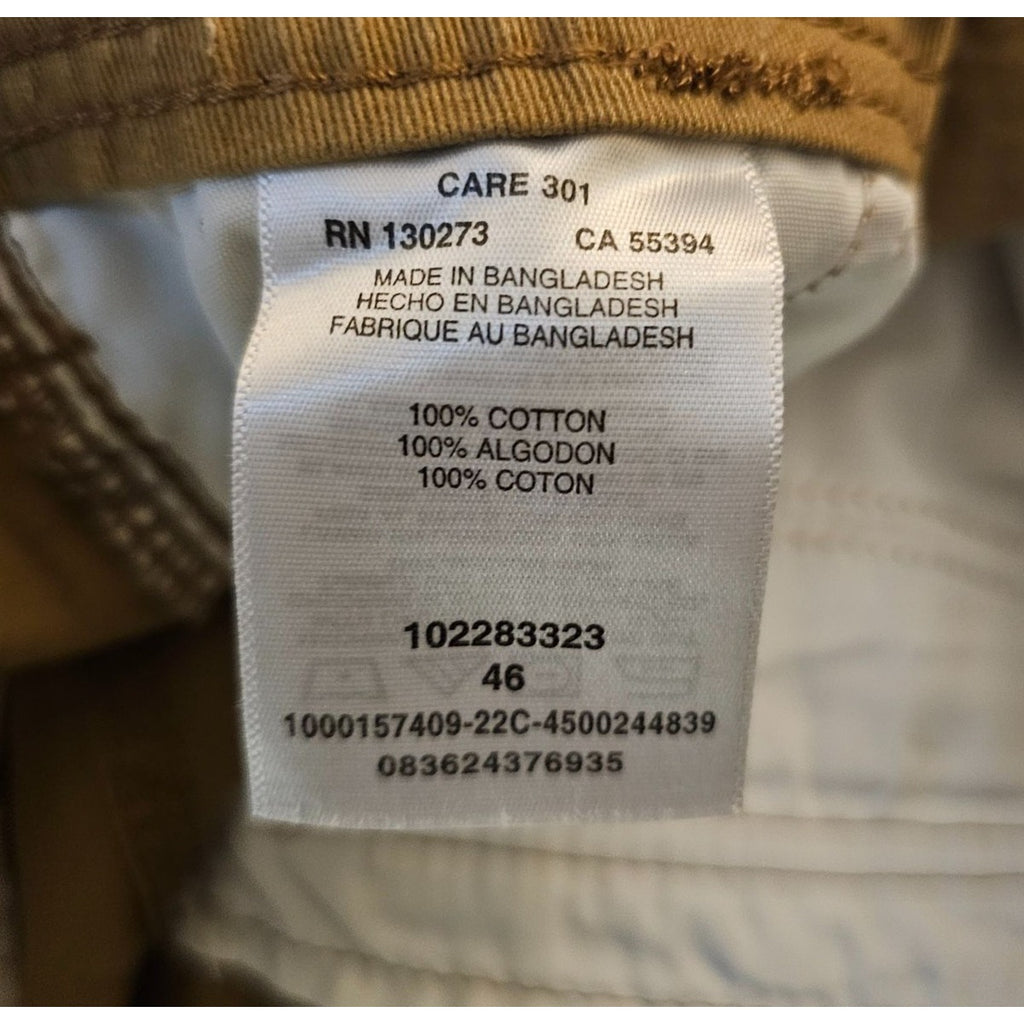 CARE 301
RN 130273 CA 55394
MADE IN BANGLADESH
HECHO EN BANGLADESH
FABRIQUE AU BANGLADESH
100% COTTON
100% ALGODON
100% COTON
102283323
46
1000157409-22C-4500244839
083624376935